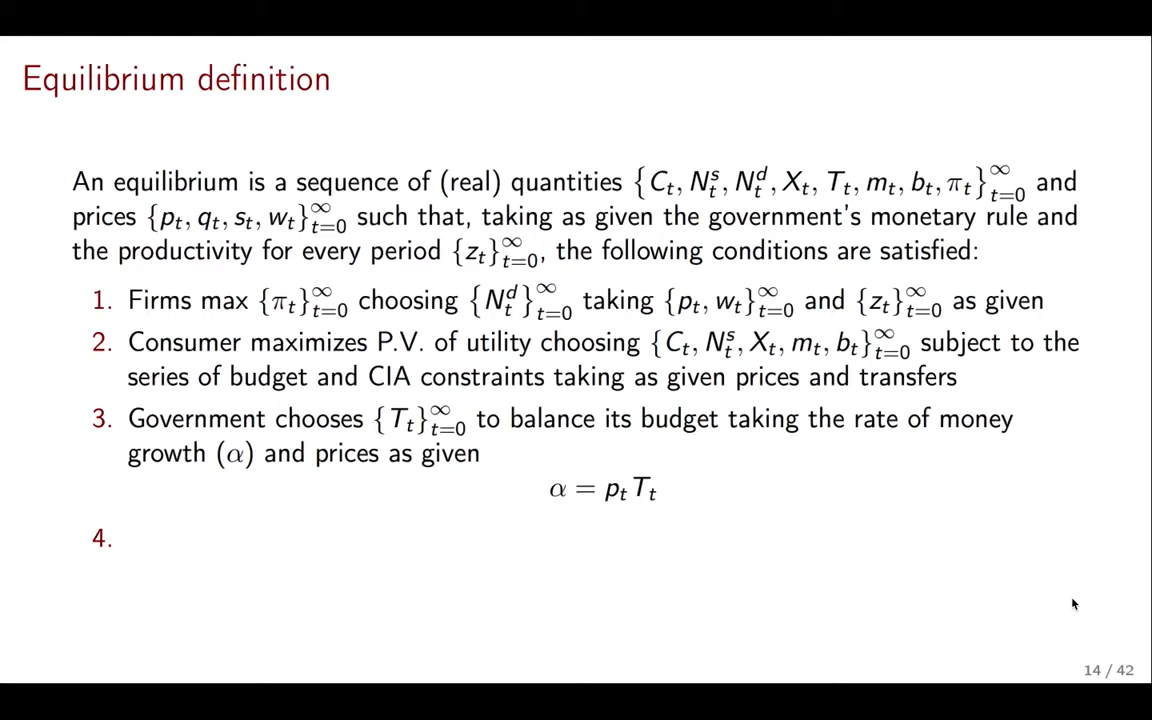 Equilibrium definition
An equilibrium is a sequence of (real) quantities {C_t, N_t^s, N_t^d, X_t, T_t, m_t, b_t, π_t}_{t=0}^∞ and
prices {p_t, q_t, s_t, w_t}_{t=0}^∞ such that, taking as given the government's monetary rule and
the productivity for every period {z_t}_{t=0}^∞, the following conditions are satisfied:
1. Firms max {π_t}_{t=0}^∞ choosing {N_t^d}_{t=0}^∞ taking {p_t, w_t}_{t=0}^∞ and {z_t}_{t=0}^∞ as given
2. Consumer maximizes P.V. of utility choosing {C_t, N_t^s, X_t, m_t, b_t}_{t=0}^∞ subject to the
series of budget and CIA constraints taking as given prices and transfers
3. Government chooses {T_t}_{t=0}^∞ to balance its budget taking the rate of money
growth (α) and prices as given
α = p_t T_t
4.
14 / 42